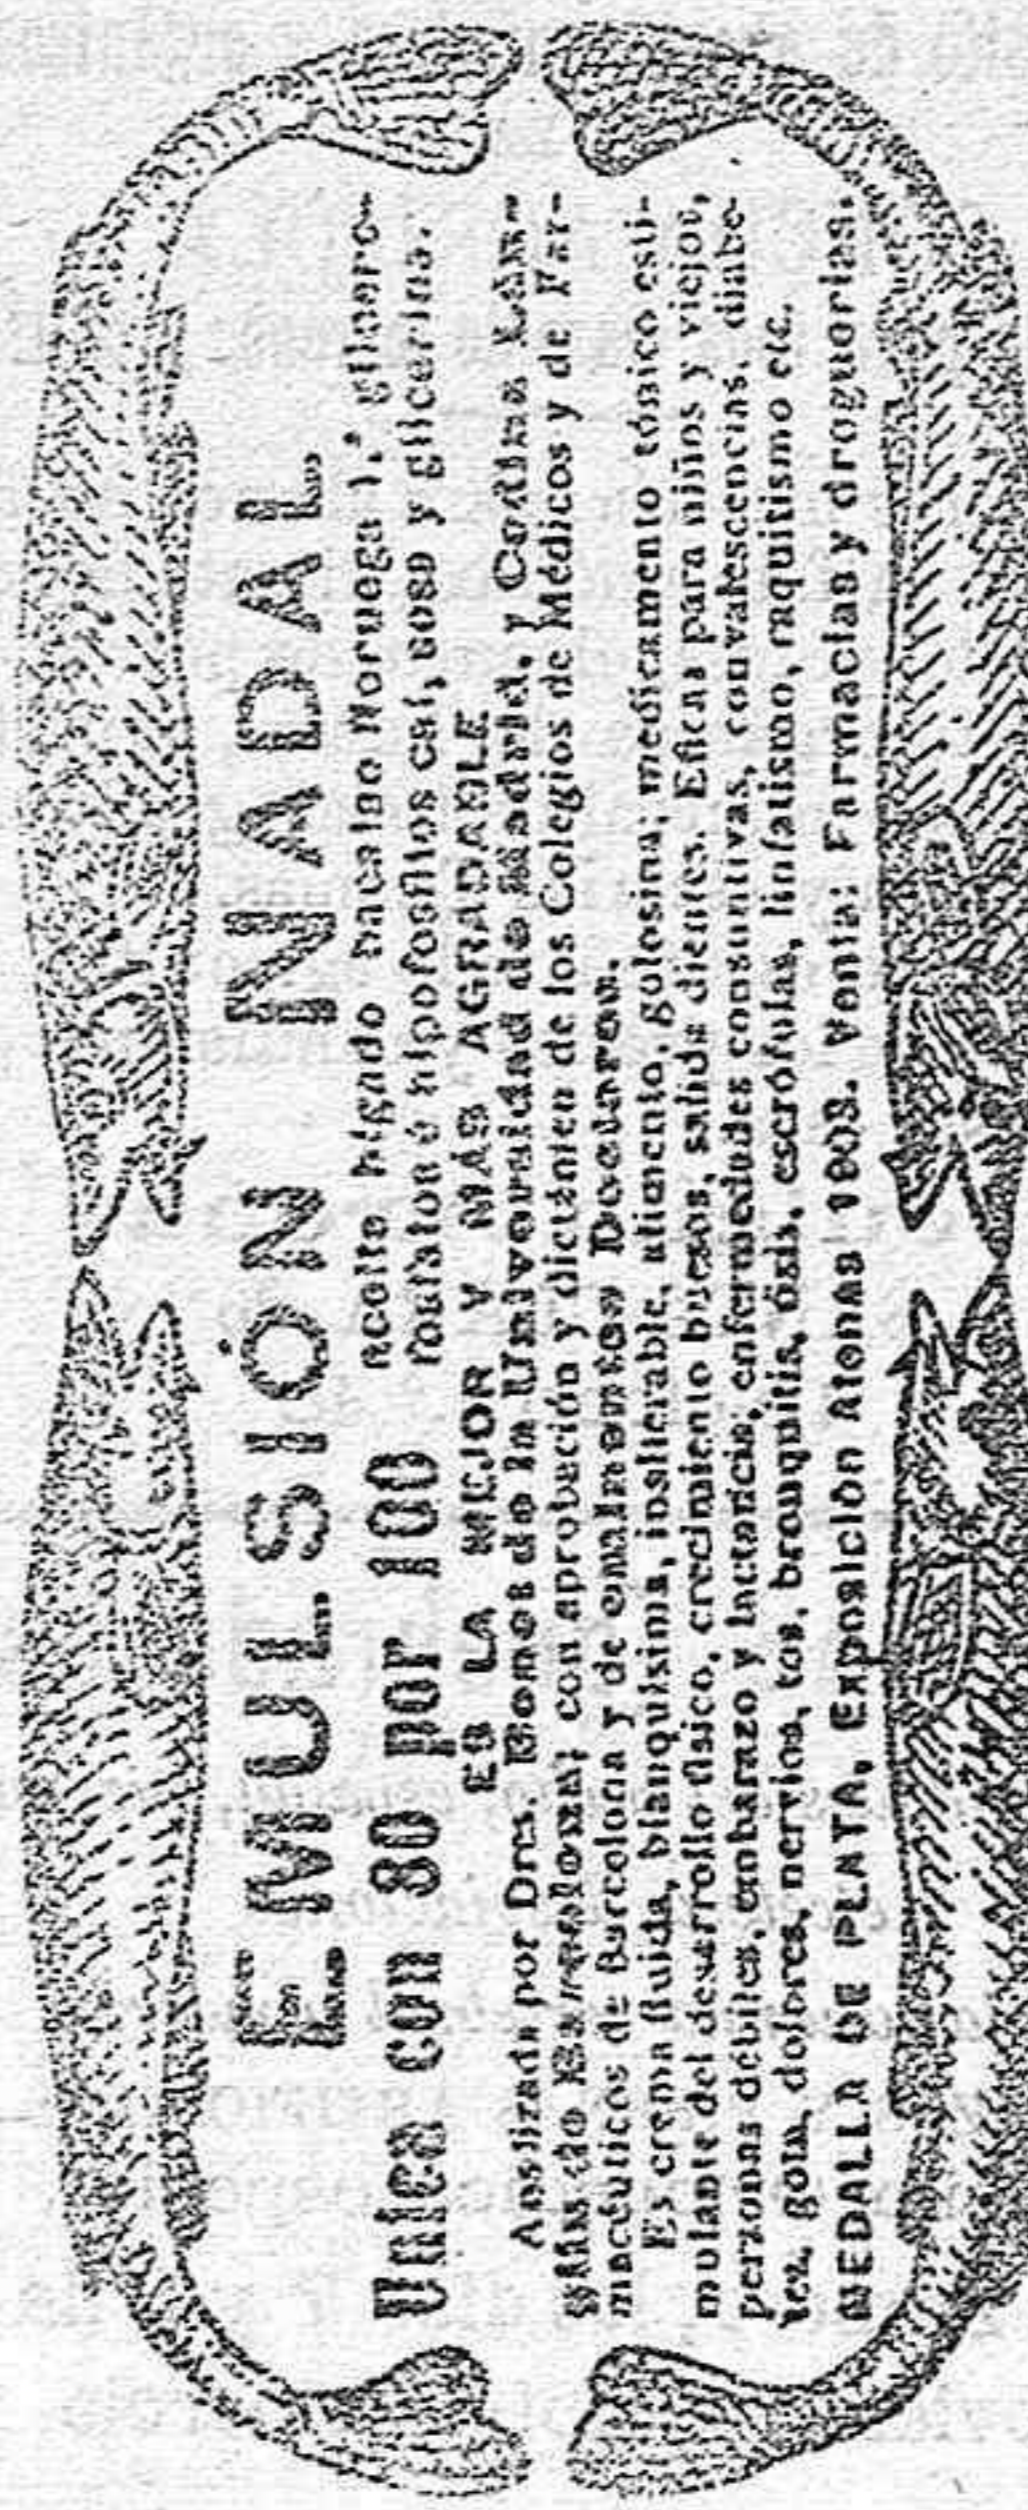 EMULSIÓN NADAL
Unica con 80 por 100
aceite hígado bacalao Noruega 1.ª glicero-
fosfatos é hipofosfitos cal, sosa y glicerina.
ES LA MEJOR Y MÁS AGRADABLE
Analizada por Drs. Bonet de la Universidad de Madrid, y Codina Län-
glin de Barcelona; con aprobación y dictámen de los Colegios de Médicos y de Far-
macéuticos de Barcelona y de eminentes Doctores.
Es crema fluida, blanquísima, inalterable, alimento, golosina; medicamento tónico esti-
mulante del desarrollo físico, crecimiento huesos, salida dientes. Eficaz para niños y viejos,
personas débiles, embarazo y lactancia, enfermedades consuntivas, convalescencias, diabe-
tez, gota, dolores, nervios, tos, bronquitis, tisis, escrófulas, linfatismo, raquitismo etc.
MEDALLA DE PLATA, Exposición Atenas 1903. Venta: Farmacias y droguerías.